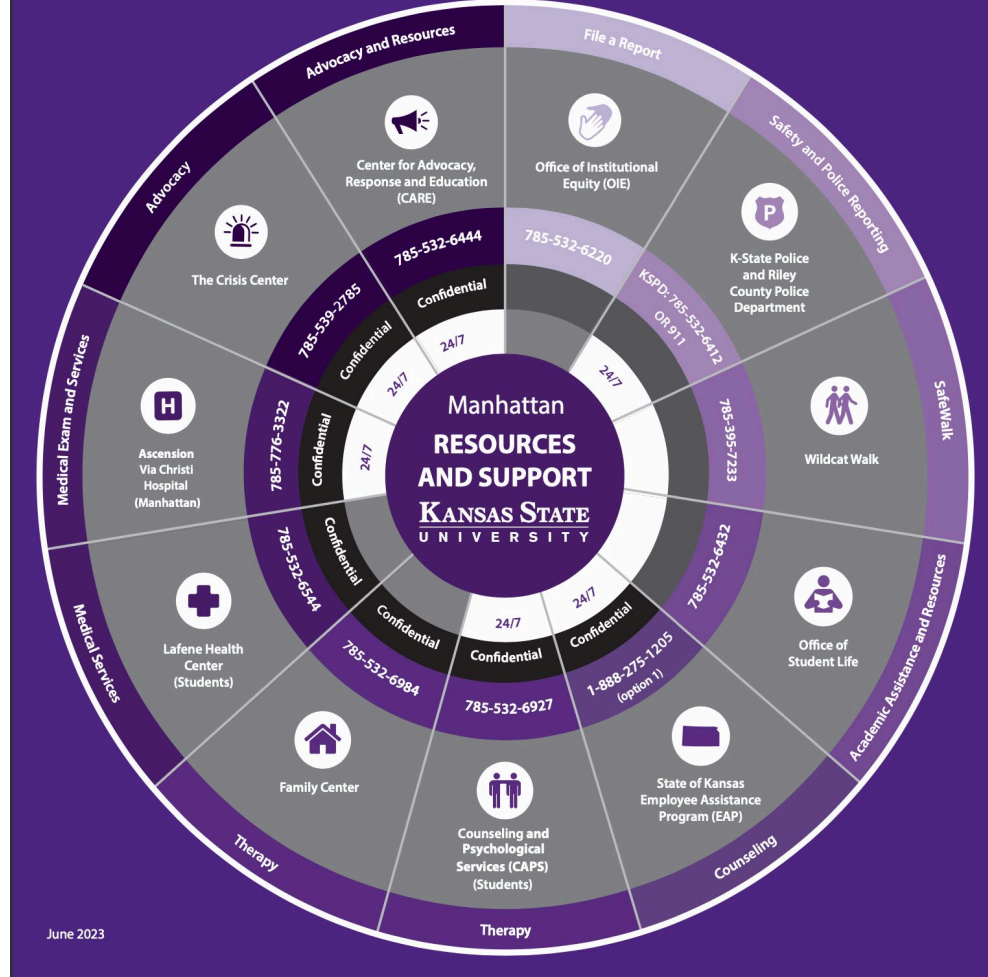 Manhattan
RESOURCES
AND SUPPORT
KANSAS STATE
UNIVERSITY
File a Report
Office of Institutional
Equity (OIE)
785-532-6220
Safety and Police Reporting
P
K-State Police
and Riley
County Police
Department
KSPD: 785-532-6412
OR 911
24/7
SafeWalk
Wildcat Walk
785-395-7233
Academic Assistance and Resources
Office of
Student Life
785-532-6432
Counseling
State of Kansas
Employee Assistance
Program (EAP)
1-888-275-1205
(option 1)
Confidential
24/7
Therapy
Counseling and
Psychological
Services (CAPS)
(Students)
785-532-6927
Confidential
24/7
Therapy
Family Center
785-532-6984
Confidential
Medical Services
Lafene Health
Center
(Students)
785-532-6544
Confidential
Medical Exam and Services
H
Ascension
Via Christi
Hospital
(Manhattan)
785-776-3322
Confidential
24/7
Advocacy
The Crisis Center
785-539-2785
Confidential
24/7
Advocacy and Resources
Center for Advocacy,
Response and Education
(CARE)
785-532-6444
Confidential
24/7
June 2023